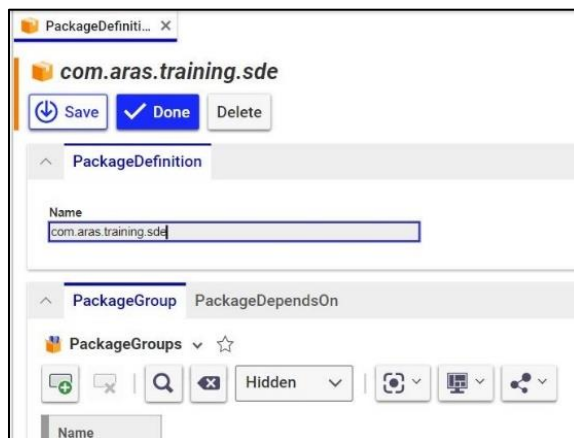 PackageDefiniti... ×
com.aras.training.sde
Save Done Delete
PackageDefinition
Name
com.aras.training.sde
PackageGroup PackageDependsOn
PackageGroups
Hidden
Name